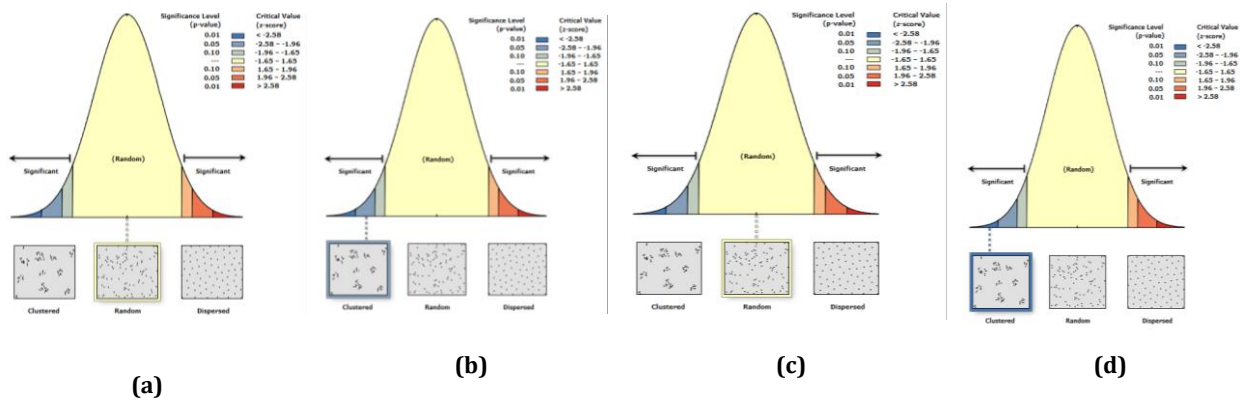 Significance Level
(p-value)
Critical Value
(z-score)
0.01 < -2.58
0.05 -2.58 – -1.96
0.10 -1.96 – -1.65
--- -1.65 – 1.65
0.10 1.65 – 1.96
0.05 1.96 – 2.58
0.01 > 2.58
Significant
(Random)
Significant
Clustered
Random
Dispersed
(a)
Significance Level
(p-value)
Critical Value
(z-score)
0.01 < -2.58
0.05 -2.58 – -1.96
0.10 -1.96 – -1.65
--- -1.65 – 1.65
0.10 1.65 – 1.96
0.05 1.96 – 2.58
0.01 > 2.58
Significant
(Random)
Significant
Clustered
Random
Dispersed
(b)
Significance Level
(p-value)
Critical Value
(z-score)
0.01 < -2.58
0.05 -2.58 – -1.96
0.10 -1.96 – -1.65
--- -1.65 – 1.65
0.10 1.65 – 1.96
0.05 1.96 – 2.58
0.01 > 2.58
Significant
(Random)
Significant
Clustered
Random
Dispersed
(c)
Significance Level
(p-value)
Critical Value
(z-score)
0.01 < -2.58
0.05 -2.58 – -1.96
0.10 -1.96 – -1.65
--- -1.65 – 1.65
0.10 1.65 – 1.96
0.05 1.96 – 2.58
0.01 > 2.58
Significant
(Random)
Significant
Clustered
Random
Dispersed
(d)